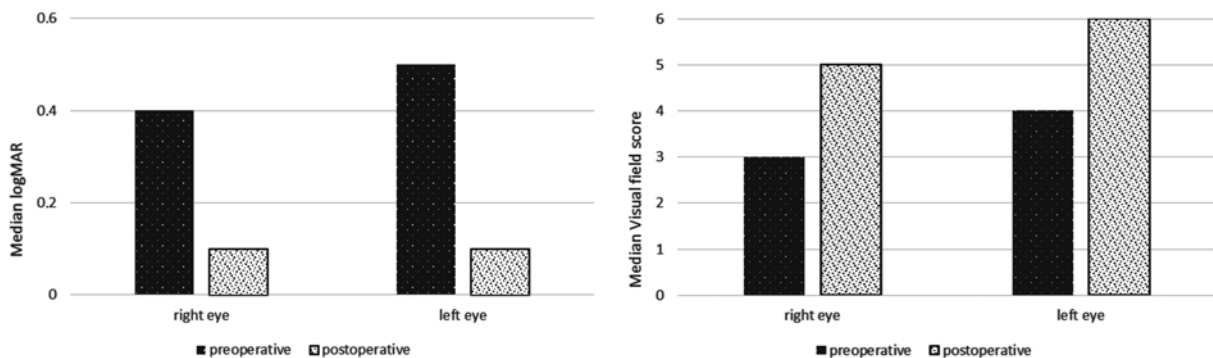 Median logMAR
0.6
0.4
0.2
0
right eye
left eye
preoperative
postoperative
Median Visual field score
6
5
4
3
2
1
0
right eye
left eye
preoperative
postoperative